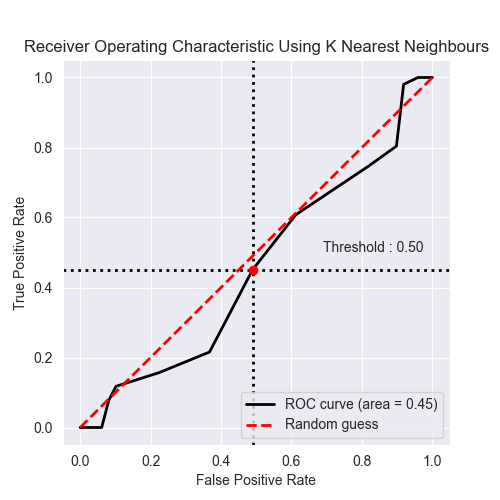 Receiver Operating Characteristic Using K Nearest Neighbours
True Positive Rate
1.0
0.8
0.6
0.4
0.2
0.0
Threshold : 0.50
ROC curve (area = 0.45)
Random guess
0.0 0.2 0.4 0.6 0.8 1.0
False Positive Rate